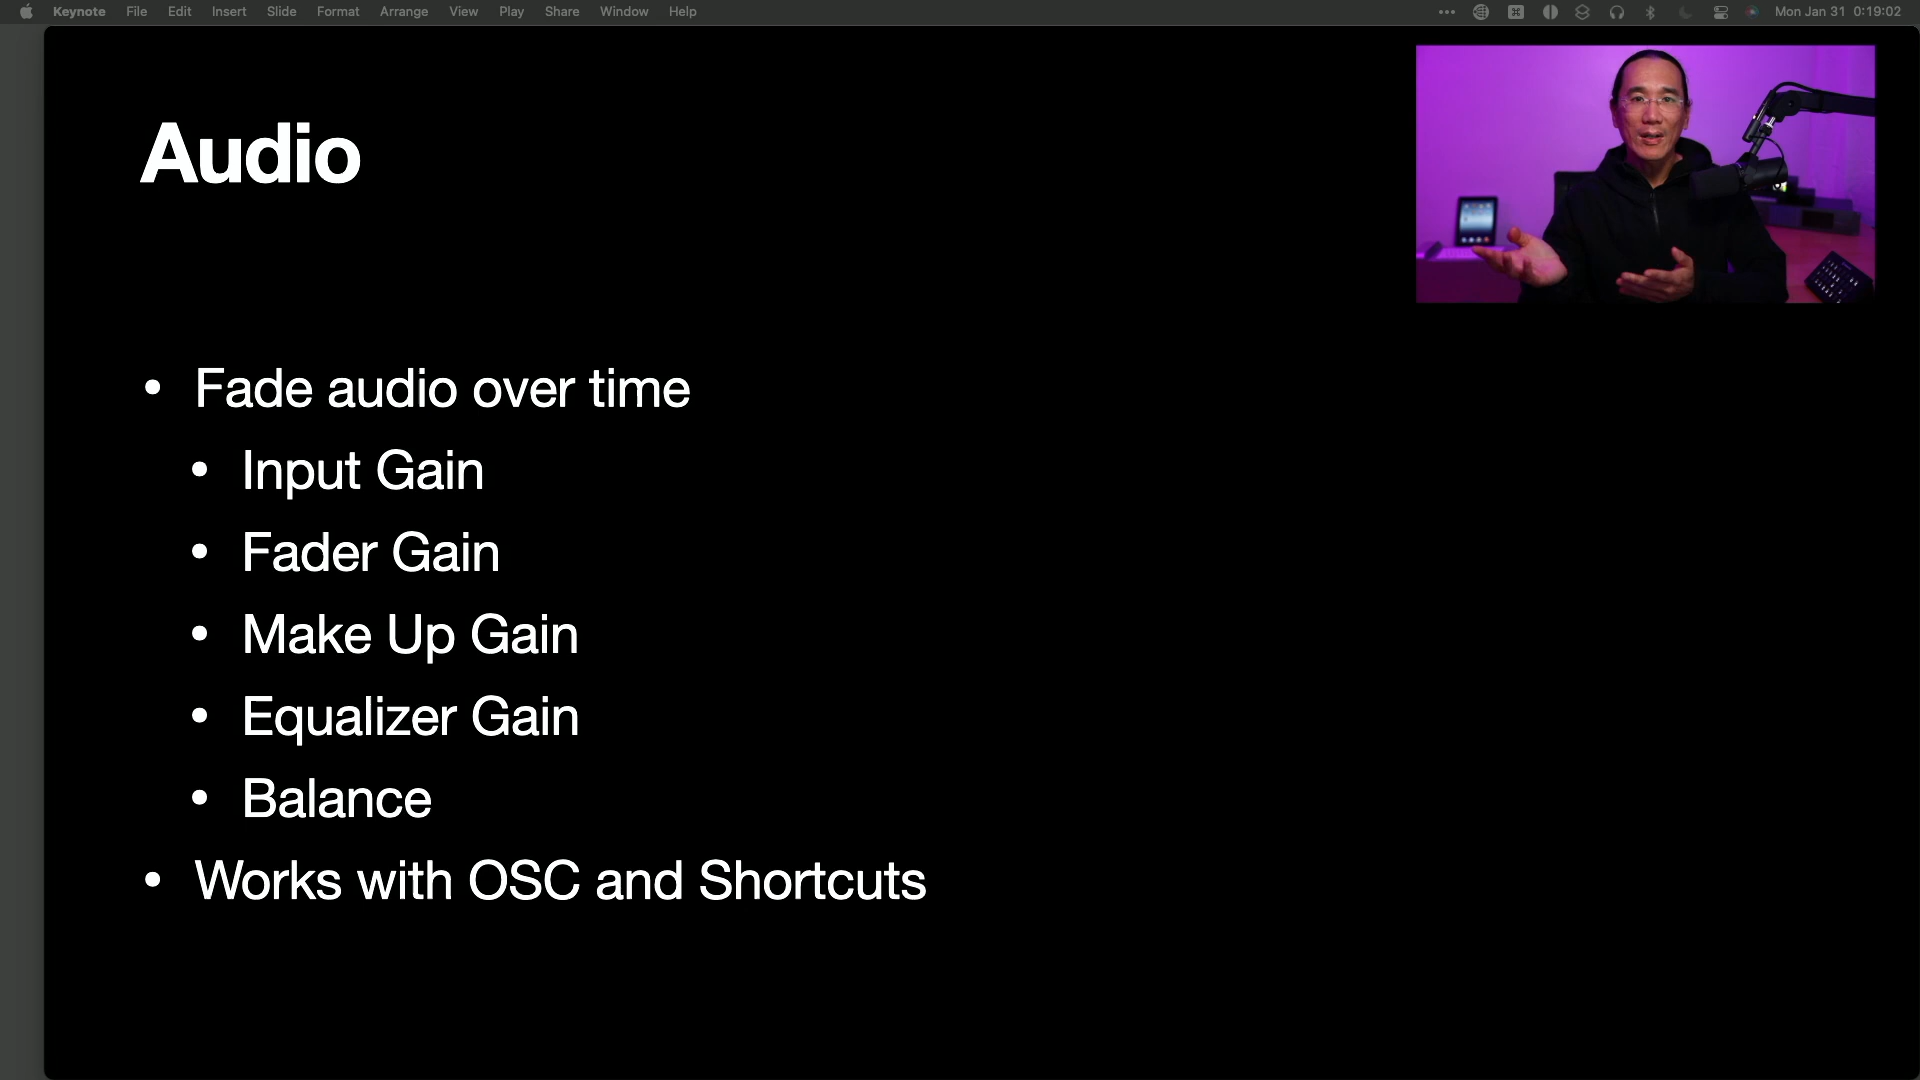 Keynote File Edit Insert Slide Format Arrange View Play Share Window Help Mon Jan 31 0:19:02
Audio
• Fade audio over time
• Input Gain
• Fader Gain
• Make Up Gain
• Equalizer Gain
• Balance
• Works with OSC and Shortcuts